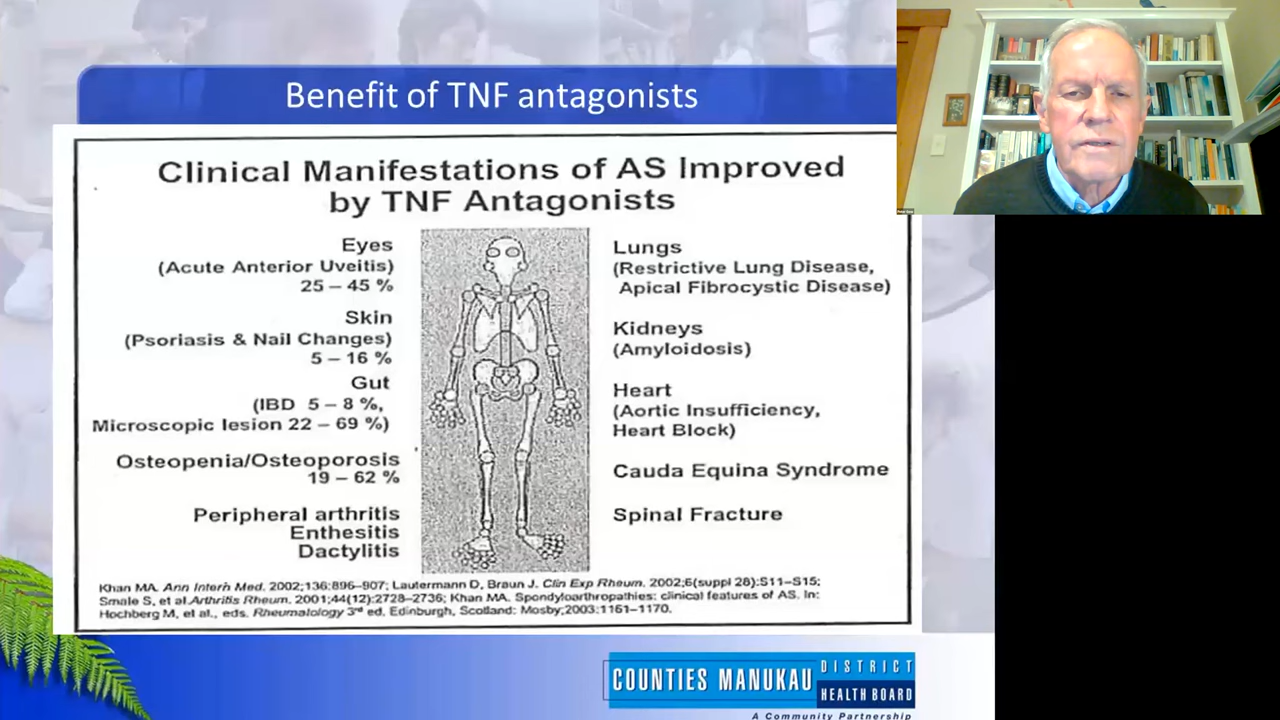 Benefit of TNF antagonists
Clinical Manifestations of AS Improved
by TNF Antagonists
Eyes
(Acute Anterior Uveitis)
25 – 45 %
Skin
(Psoriasis & Nail Changes)
5 – 16 %
Gut
(IBD 5 – 8 %,
Microscopic lesion 22 – 69 %)
Osteopenia/Osteoporosis
19 – 62 %
Peripheral arthritis
Enthesitis
Dactylitis
Lungs
(Restrictive Lung Disease,
Apical Fibrocystic Disease)
Kidneys
(Amyloidosis)
Heart
(Aortic Insufficiency,
Heart Block)
Cauda Equina Syndrome
Spinal Fracture
Khan MA. Ann Intern Med. 2002;136:896–907; Lautermann D, Braun J. Clin Exp Rheum. 2002;6(suppl 28):S11–S15;
Smale S, et al.Arthritis Rheum. 2001;44(12):2728–2736; Khan MA. Spondyloarthropathies: clinical features of AS. In:
Hochberg M, et al., eds. Rheumatology 3rd ed. Edinburgh, Scotland: Mosby;2003:1161–1170.
COUNTIES MANUKAU
DISTRICT
HEALTH BOARD
A Community Partnership